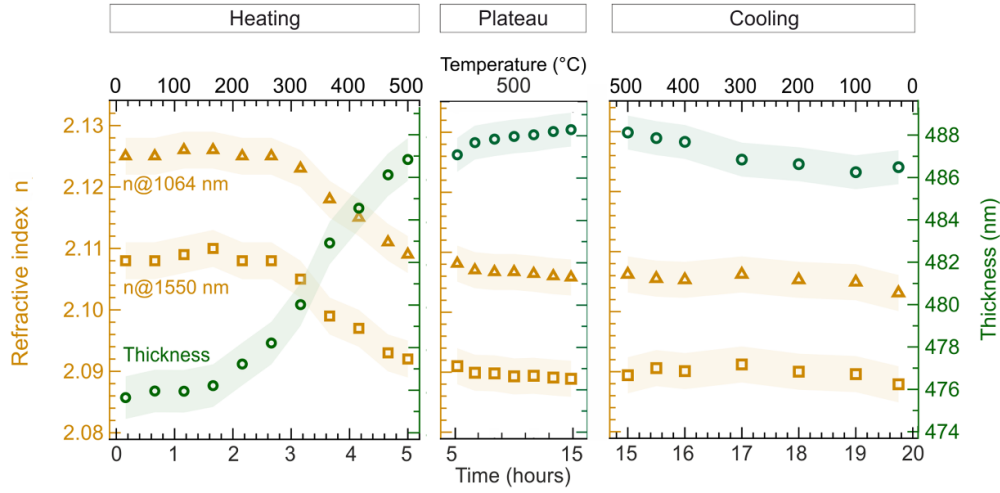 Heating Plateau Cooling
Temperature (°C)
0 100 200 300 400 500 500 500 400 300 200 100 0
2.13
2.12
2.11
2.10
2.09
2.08
Refractive index n
n@1064 nm
n@1550 nm
Thickness
488
486
484
482
480
478
476
474
Thickness (nm)
0 1 2 3 4 5 5 15 15 16 17 18 19 20
Time (hours)